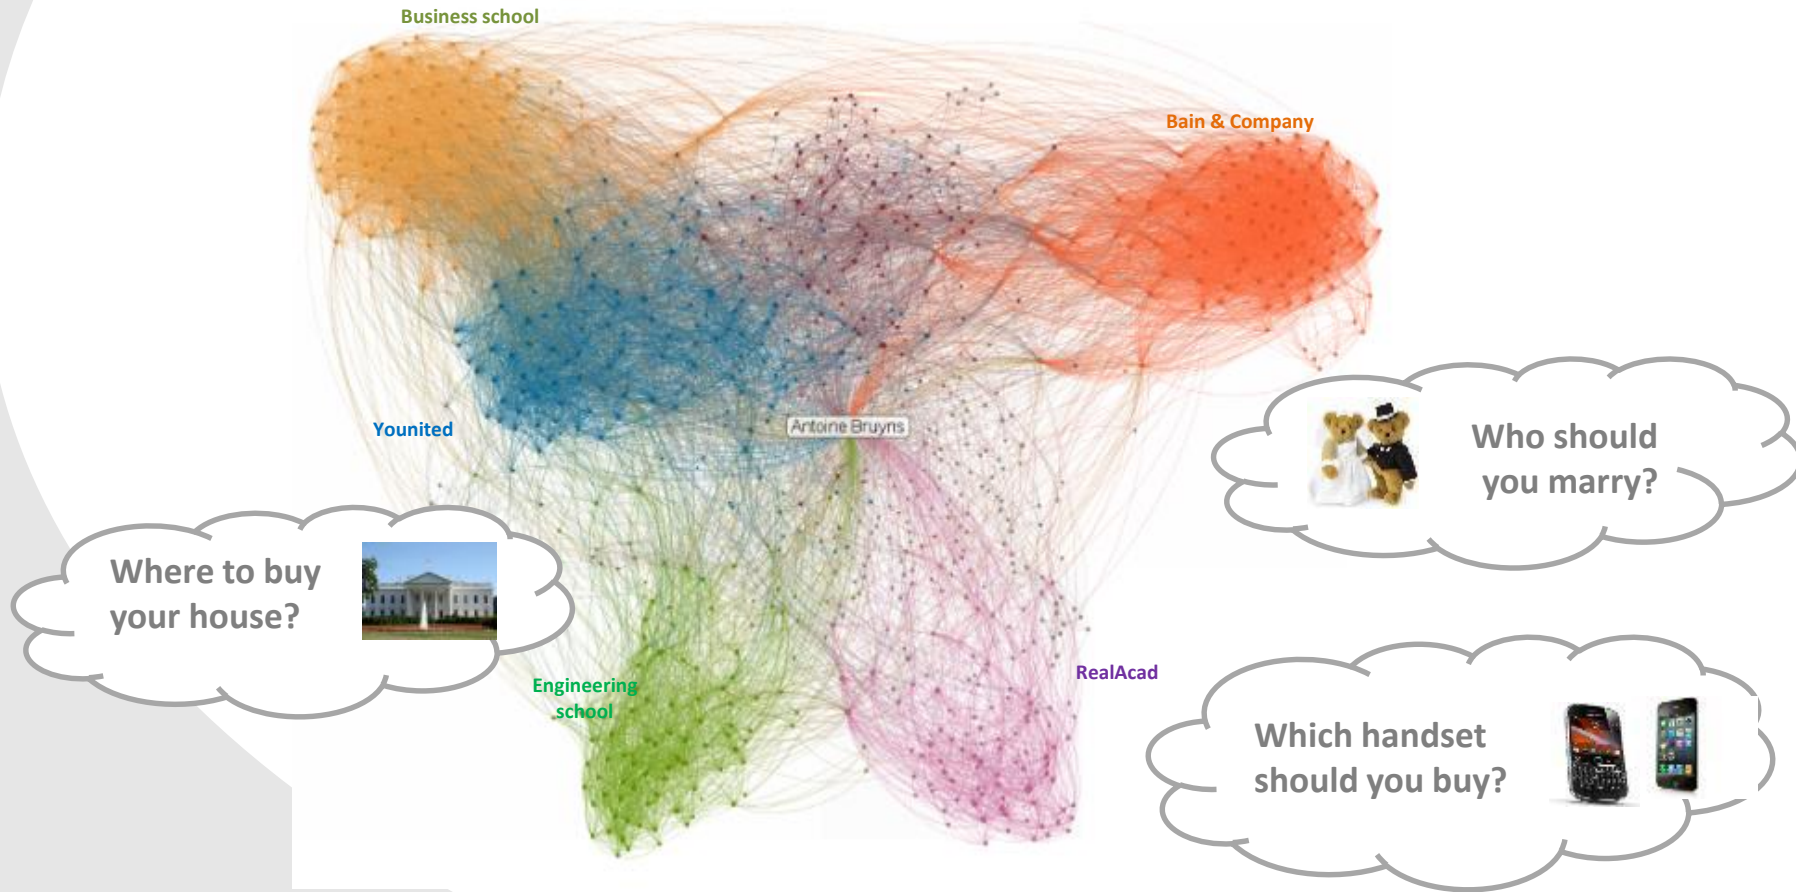 Business school
Bain & Company
Younited
Antoine Bruyns
Who should
you marry?
Where to buy
your house?
Engineering
school
RealAcad
Which handset
should you buy?